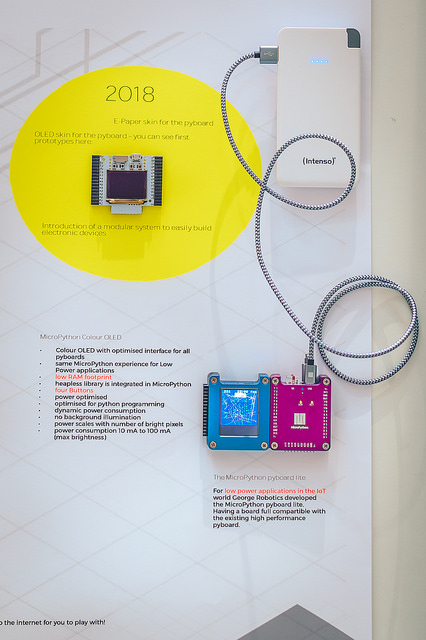 2018
E-Paper skin for the pyboard
OLED skin for the pyboard - you can see first
prototypes here
(intenso)
Introduction of a modular system to easily build
electronic devices
MicroPython Colour OLED
Colour OLED with optimised interface for all
pyboards
same MicroPython experience for Low
Power applications
low RAM footprint
heapless library is integrated in MicroPython
four Buttons
power optimised
optimised for python programming
dynamic power consumption
no background illumination
power scales with number of bright pixels
power consumption 10 mA to 100 mA
(max brightness)
The MicroPython pyboard lite
For low power applications in the IoT
world George Robotics developed
the MicroPython pyboard lite.
Having a board full compartible with
the existing high performance
pyboard.
the internet for you to play with!